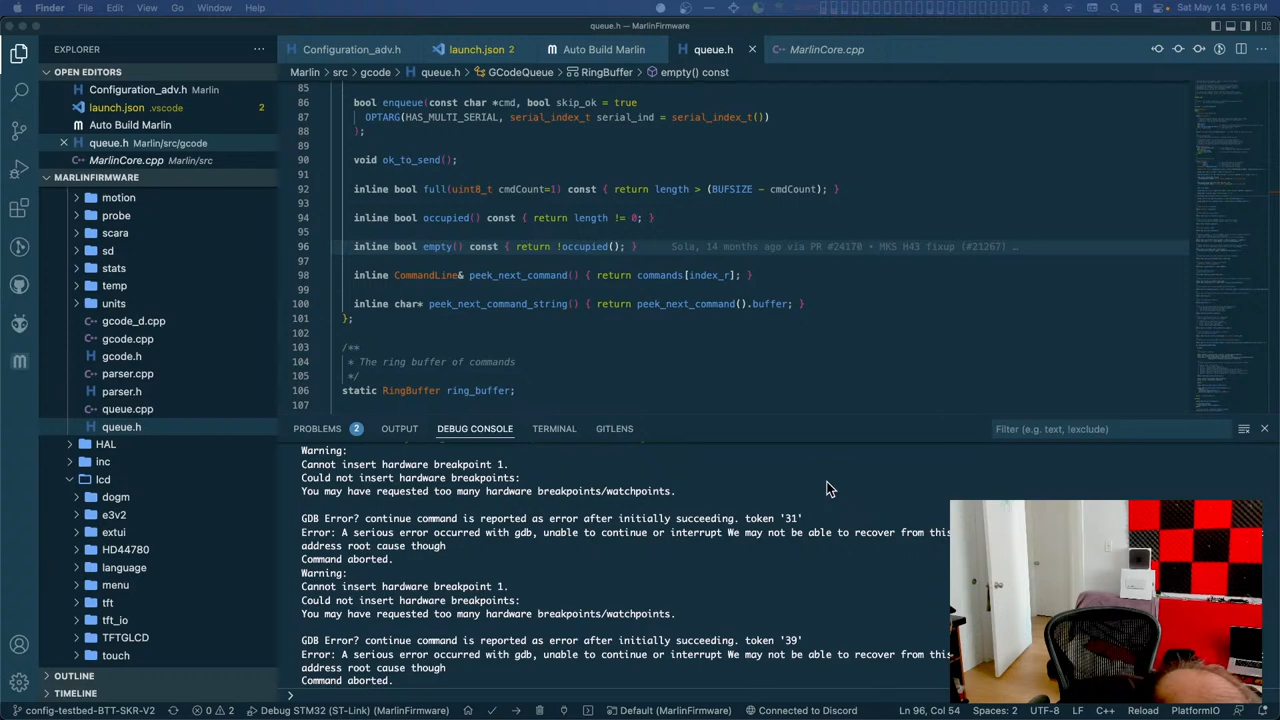 Finder File Edit View Go Window Help
Sat May 14 5:16 PM
queue.h — MarlinFirmware
EXPLORER
Configuration_adv.h
launch.json 2
Auto Build Marlin
queue.h
MarlinCore.cpp
OPEN EDITORS
Configuration_adv.h Marlin
launch.json .vscode 2
Auto Build Marlin
queue.h Marlin/src/gcode
MarlinCore.cpp Marlin/src
MARLINFIRMWARE
motion
probe
scara
sd
stats
temp
units
gcode_d.cpp
gcode.cpp
gcode.h
parser.cpp
parser.h
queue.cpp
queue.h
HAL
inc
lcd
dogm
e3v2
extui
HD44780
language
menu
tft
tft_io
TFTGLCD
touch
OUTLINE
TIMELINE
Marlin > src > gcode > queue.h > GCodeQueue > RingBuffer > empty() const
85
86 bool enqueue(const char *cmd, bool skip_ok = true
87 OPTARG(HAS_MULTI_SERIAL, serial_index_t serial_ind = serial_index_t())
88 );
89
90 void ok_to_send();
91
92 inline bool full(uint8_t cmdCount=1) const { return length > (BUFSIZE - cmdCount); }
93
94 inline bool occupied() const { return length != 0; }
95
96 inline bool empty() const { return !occupied(); }
97
98 inline CommandLine& peek_next_command() { return commands[index_r]; }
99
100 inline char* peek_next_command_string() { return peek_next_command().buffer; }
101
102
103 **
104 * The ring buffer of commands
105
106 static RingBuffer ring_buffer;
107
PROBLEMS 2 OUTPUT DEBUG CONSOLE TERMINAL GITLENS
Filter (e.g. text, !exclude)
Warning:
Cannot insert hardware breakpoint 1.
Could not insert hardware breakpoints:
You may have requested too many hardware breakpoints/watchpoints.
GDB Error? continue command is reported as error after initially succeeding. token '31'
Error: A serious error occurred with gdb, unable to continue or interrupt We may not be able to recover from this
address root cause though
Command aborted.
Warning:
Cannot insert hardware breakpoint 1.
Could not insert hardware breakpoints:
You may have requested too many hardware breakpoints/watchpoints.
GDB Error? continue command is reported as error after initially succeeding. token '39'
Error: A serious error occurred with gdb, unable to continue or interrupt We may not be able to recover from this
address root cause though
Command aborted.
config-testbed-BTT-SKR-V2 0 2 Debug STM32 (ST-Link) (MarlinFirmware) Default (MarlinFirmware) Connected to Discord Ln 96, Col 54 Spaces: 2 UTF-8 LF C++ Reload PlatformIO